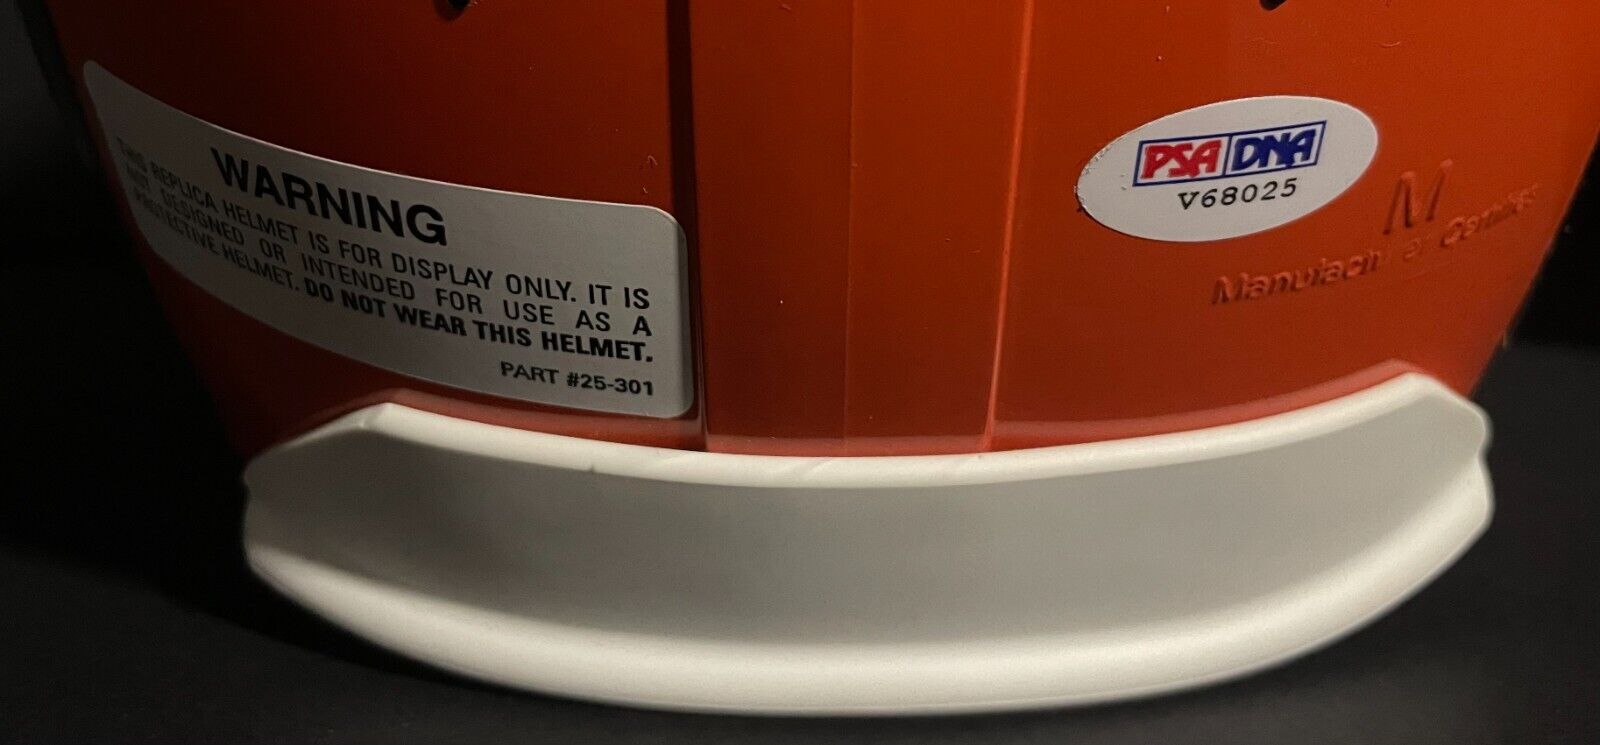 WARNING
THIS REPLICA HELMET IS FOR DISPLAY ONLY. IT IS
NOT DESIGNED OR INTENDED FOR USE AS A
PROTECTIVE HELMET. DO NOT WEAR THIS HELMET.
PART #25-301
PSA DNA
V68025
M